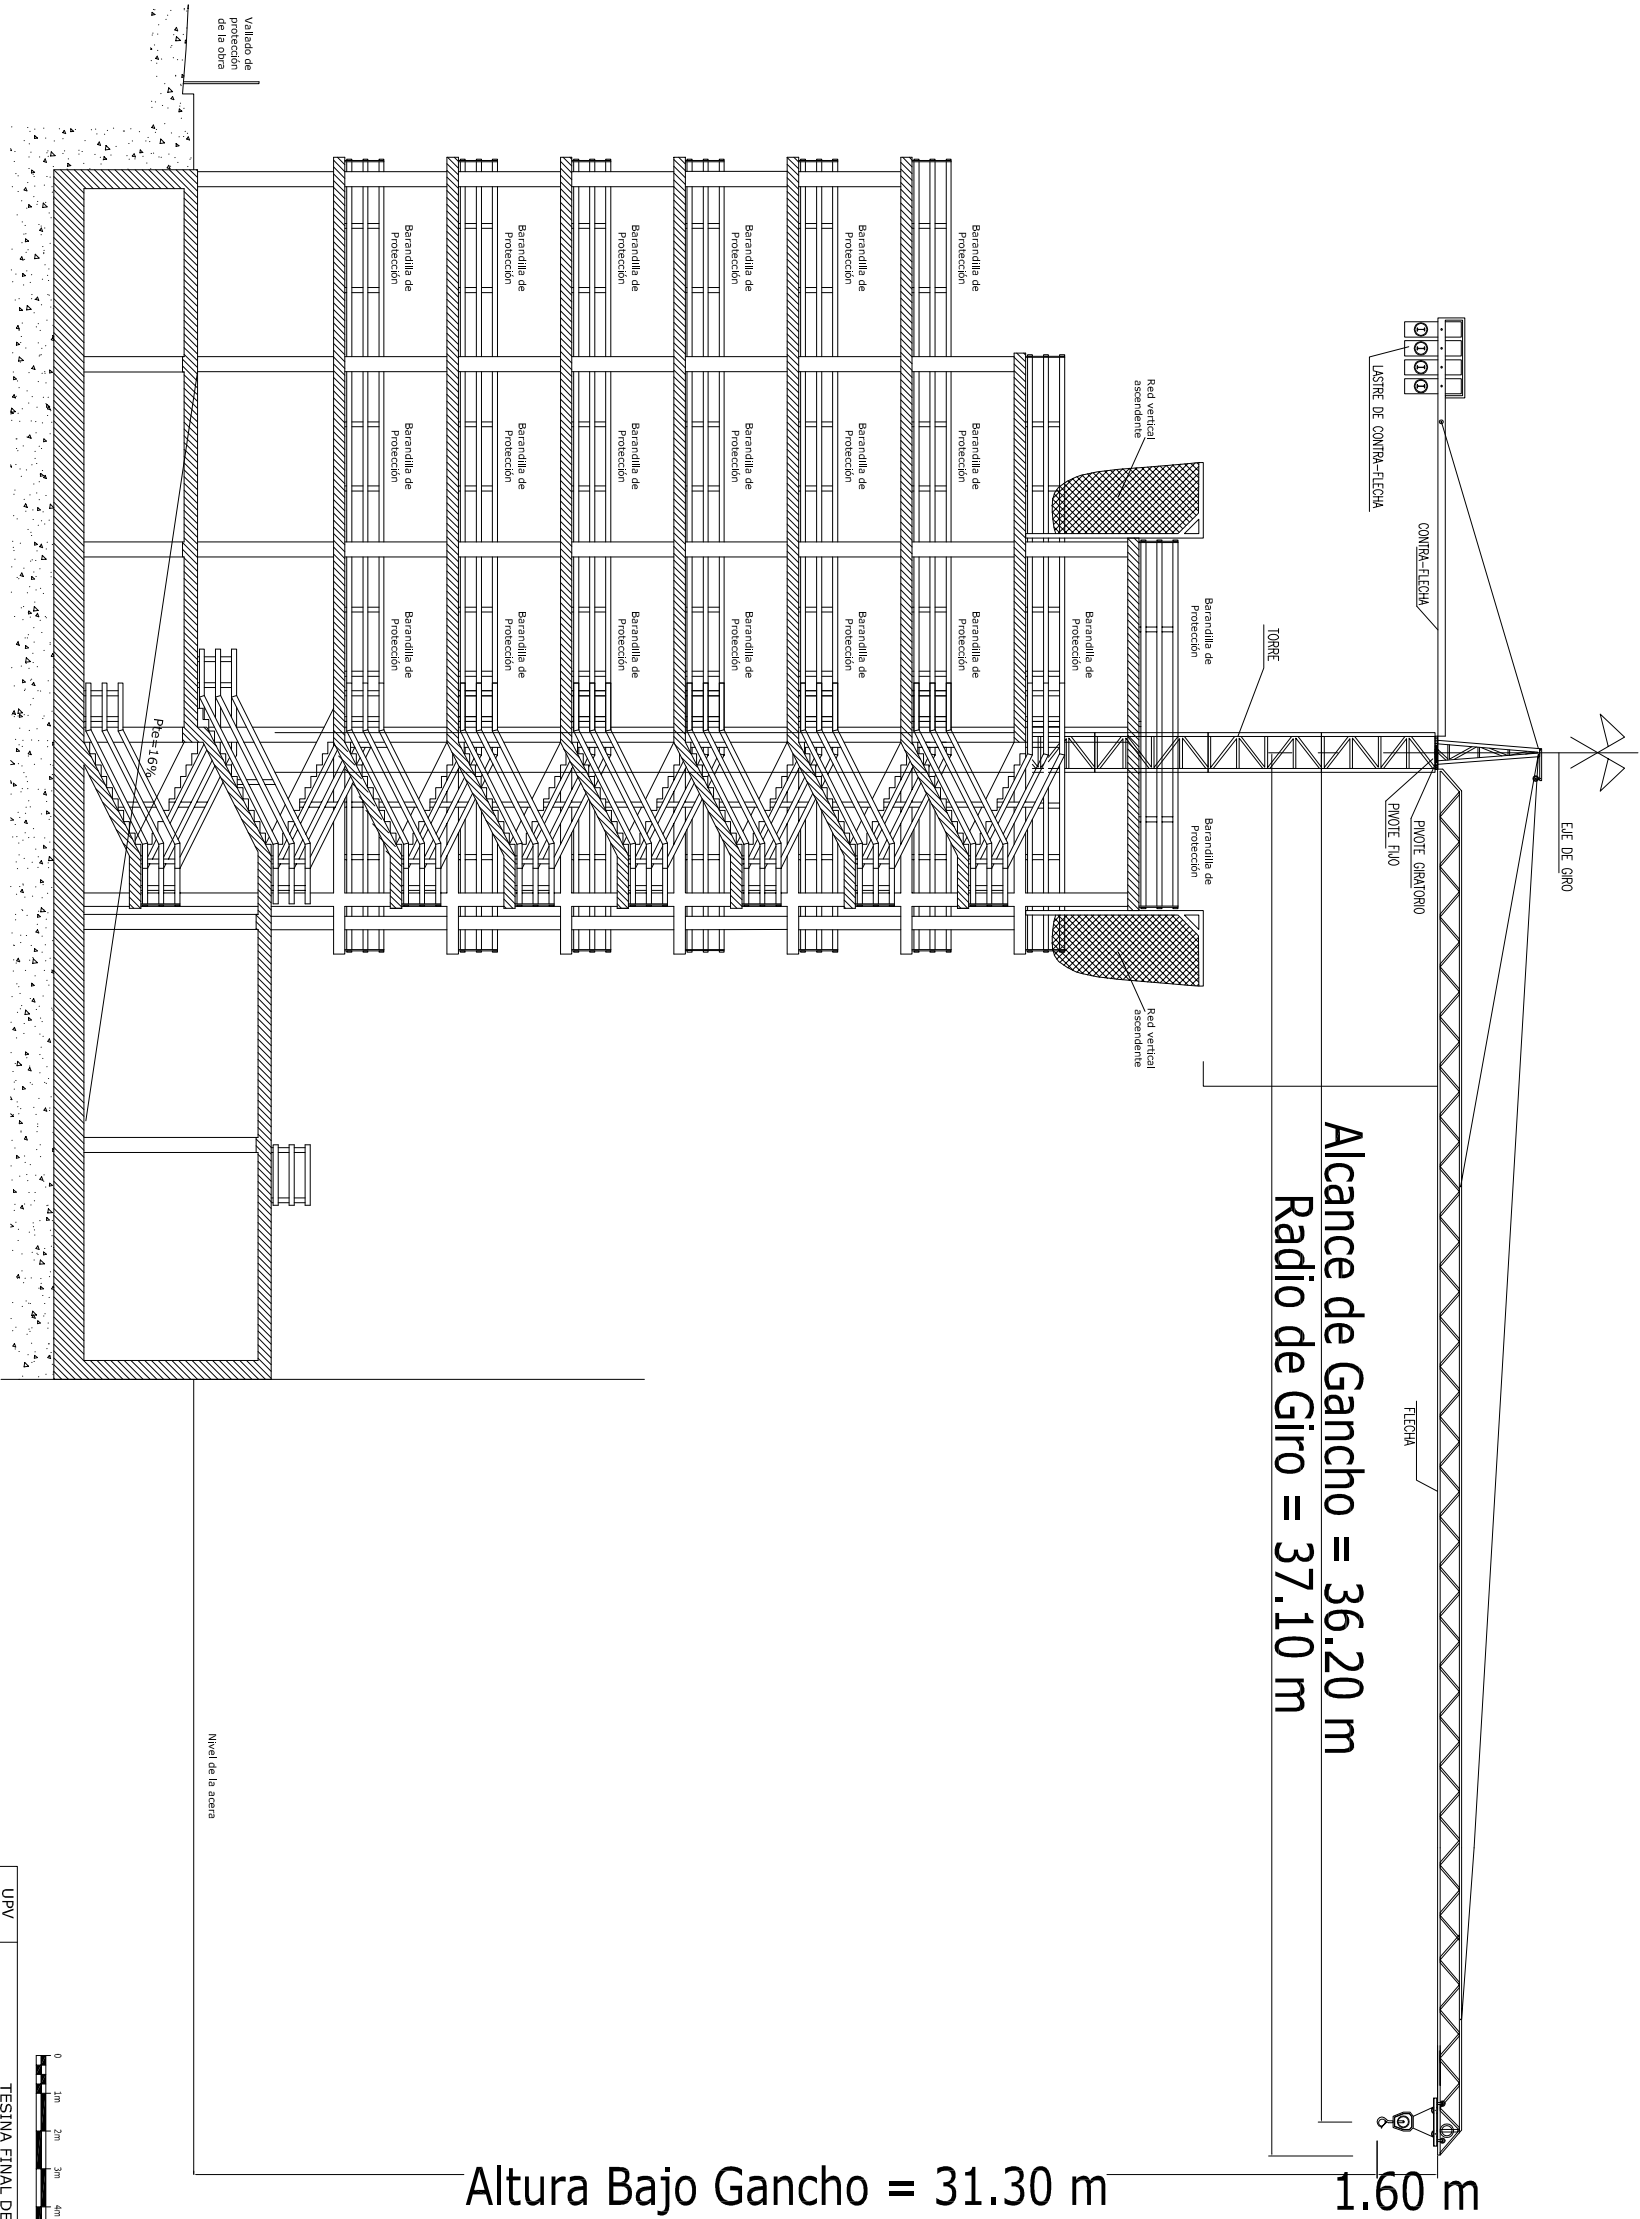 EJE DE GIRO
PIVOTE GIRATORIO
PIVOTE FIJO
CONTRA-FLECHA
LASTRE DE CONTRA-FLECHA
FLECHA
TORRE
Alcance de Gancho = 36.20 m
Radio de Giro = 37.10 m
1.60 m
Altura Bajo Gancho = 31.30 m
Barandilla de
Protección
Barandilla de
Protección
Red vertical
ascendente
Red vertical
ascendente
Barandilla de
Protección
Barandilla de
Protección
Barandilla de
Protección
Barandilla de
Protección
Barandilla de
Protección
Barandilla de
Protección
Barandilla de
Protección
Barandilla de
Protección
Barandilla de
Protección
Barandilla de
Protección
Barandilla de
Protección
Barandilla de
Protección
Barandilla de
Protección
Barandilla de
Protección
Barandilla de
Protección
Barandilla de
Protección
Barandilla de
Protección
Barandilla de
Protección
Barandilla de
Protección
Barandilla de
Protección
Barandilla de
Protección
Vallado de
protección
de la obra
Nivel de la acera
Pte=16%
0 1m 2m 3m 4m
UPV
TESINA FINAL DE